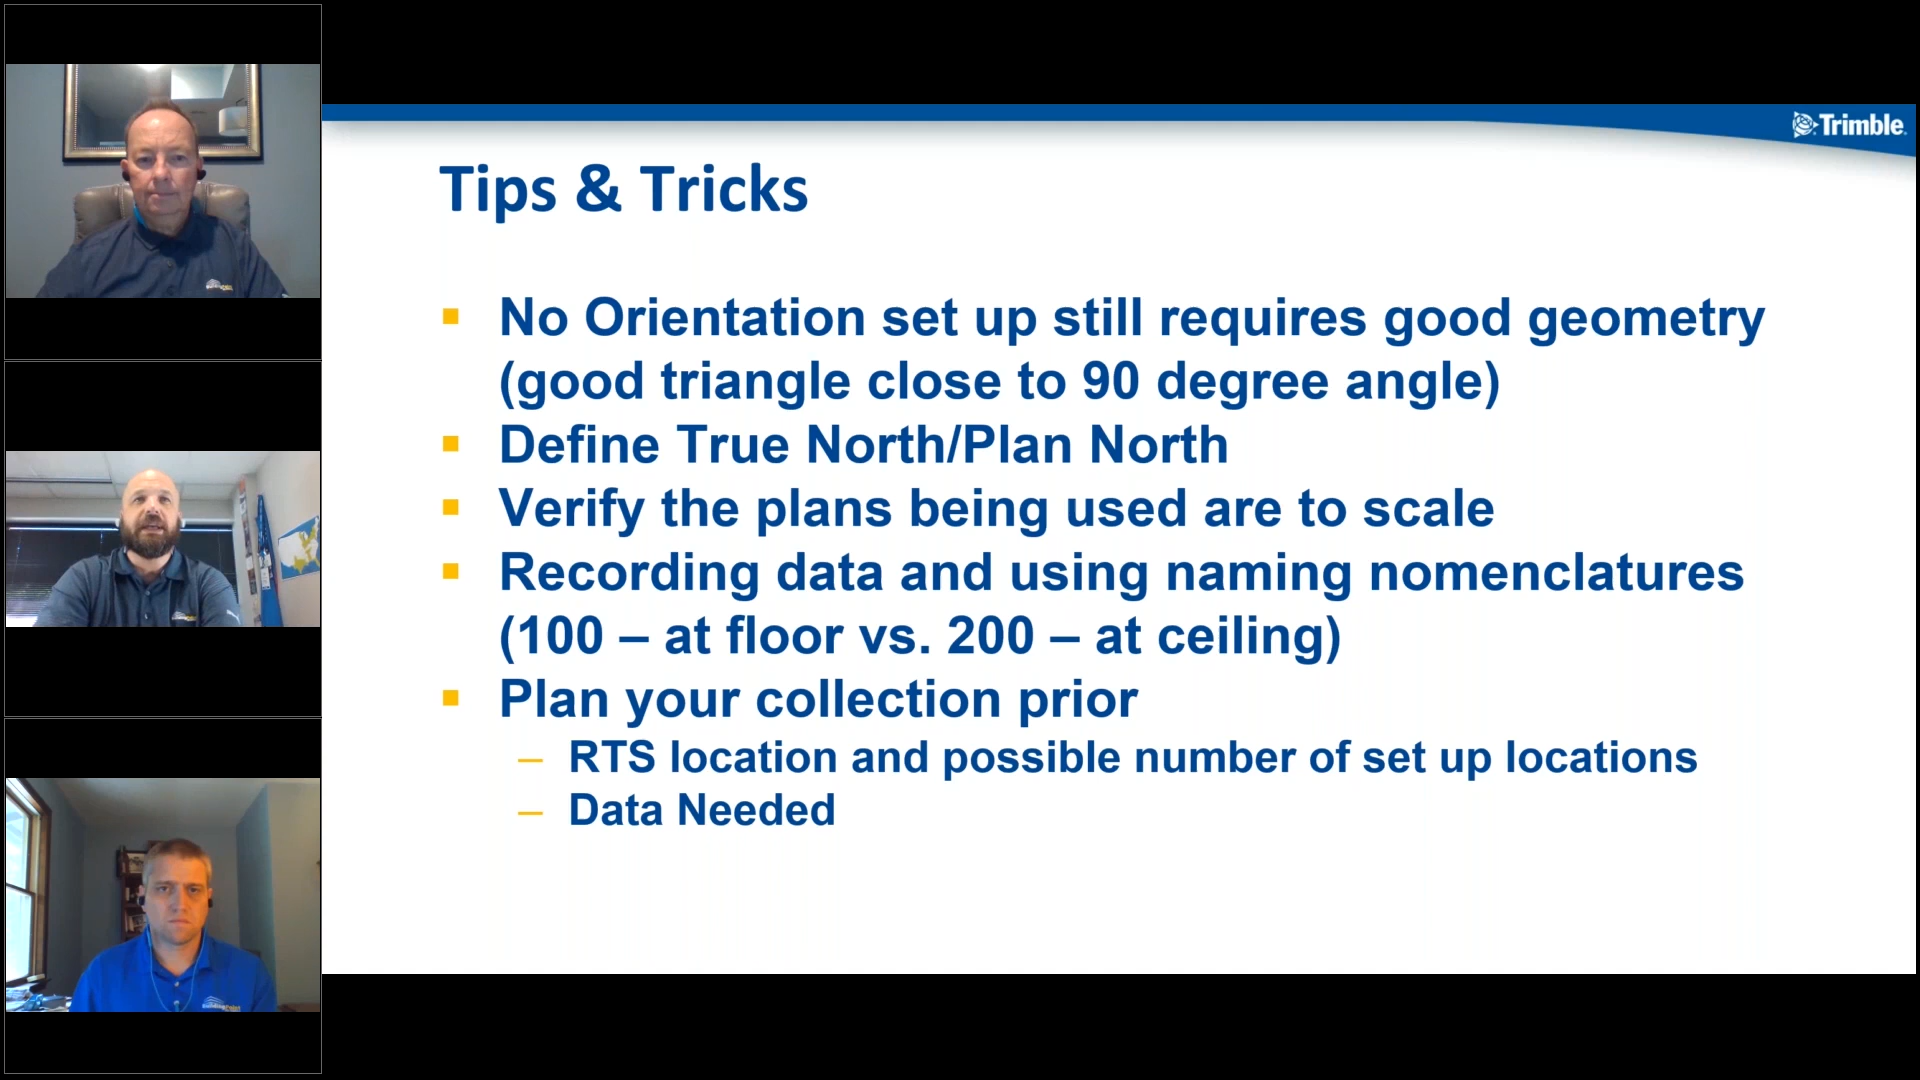 Trimble
Tips & Tricks
No Orientation set up still requires good geometry
(good triangle close to 90 degree angle)
Define True North/Plan North
Verify the plans being used are to scale
Recording data and using naming nomenclatures
(100 – at floor vs. 200 – at ceiling)
Plan your collection prior
– RTS location and possible number of set up locations
– Data Needed